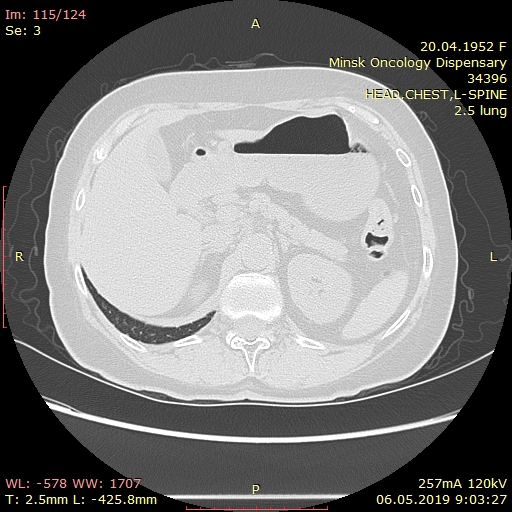 Im: 115/124
Se: 3
A
20.04.1952 F
Minsk Oncology Dispensary
34396
HEAD,CHEST,L-SPINE
2.5 lung
R
L
WL: -578 WW: 1707
T: 2.5mm L: -425.8mm
P
257mA 120kV
06.05.2019 9:03:27